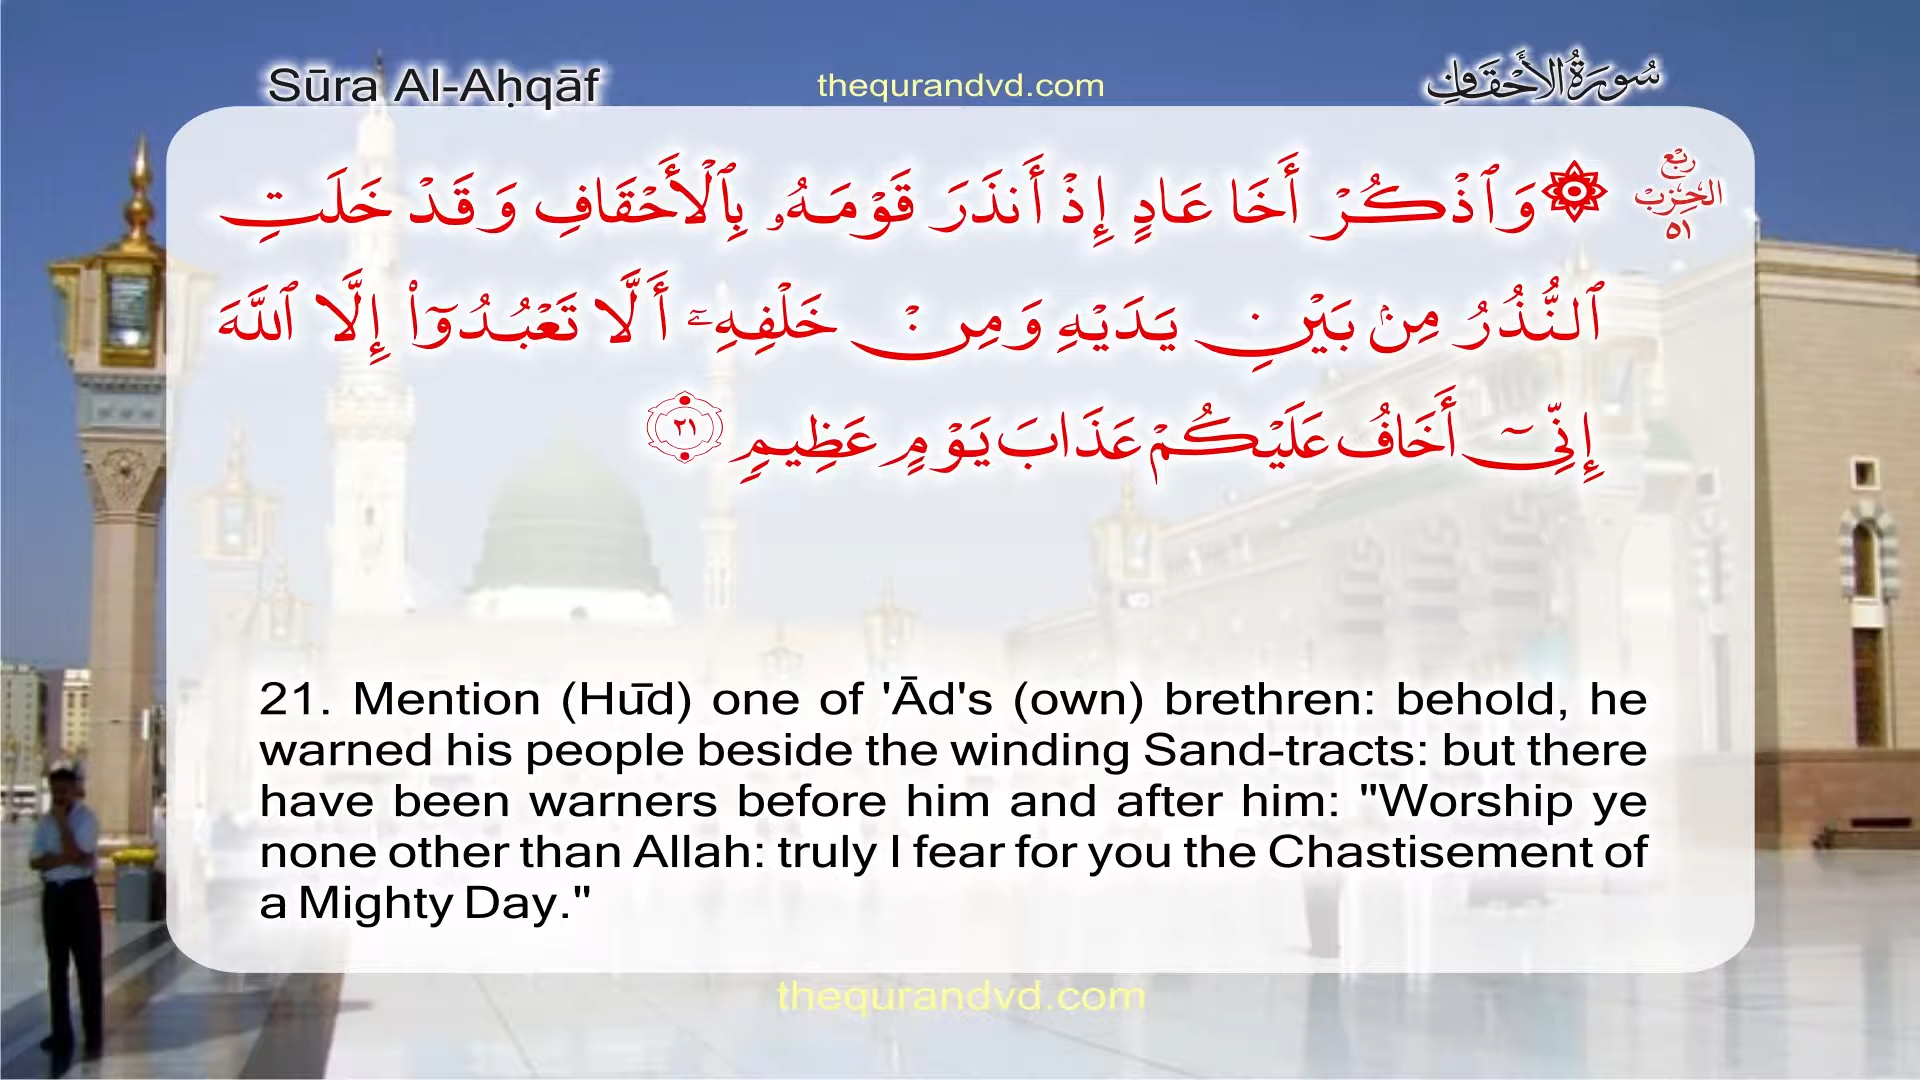 Sūra Al-Aḥqāf
thequrandvd.com
سُورَةُ الأَحْقَافِ
رُبْع
الْحِزْبْ
٥١
۞ وَٱذْكُرْ أَخَا عَادٍ إِذْ أَنذَرَ قَوْمَهُۥ بِٱلْأَحْقَافِ وَقَدْ خَلَتِ
ٱلنُّذُرُ مِنۢ بَيْنِ يَدَيْهِ وَمِنْ خَلْفِهِۦٓ أَلَّا تَعْبُدُوٓا۟ إِلَّا ٱللَّهَ
إِنِّىٓ أَخَافُ عَلَيْكُمْ عَذَابَ يَوْمٍ عَظِيمٍ ٢١
21. Mention (Hūd) one of 'Ād's (own) brethren: behold, he
warned his people beside the winding Sand-tracts: but there
have been warners before him and after him: "Worship ye
none other than Allah: truly I fear for you the Chastisement of
a Mighty Day."
thequrandvd.com